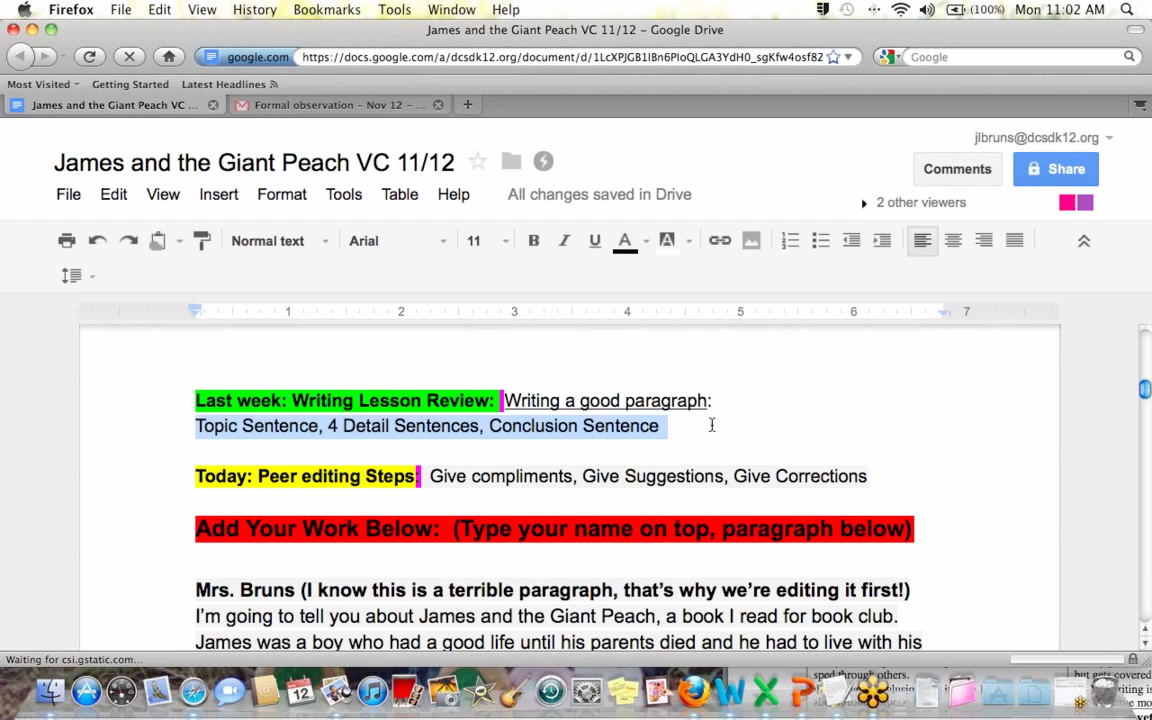 Firefox File Edit View History Bookmarks Tools Window Help (100%) Mon 11:02 AM
James and the Giant Peach VC 11/12 – Google Drive
google.com https://docs.google.com/a/dcsdk12.org/document/d/1LcXPJGB1IBn6PIoQLGA3YdH0_sgKfw4osf82 Google
Most Visited Getting Started Latest Headlines
James and the Giant Peach VC ... Formal observation - Nov 12 - ...
jlbruns@dcsdk12.org
James and the Giant Peach VC 11/12
Comments Share
File Edit View Insert Format Tools Table Help All changes saved in Drive
2 other viewers
Normal text Arial 11 B I U A A
1 2 3 4 5 6 7
Last week: Writing Lesson Review: Writing a good paragraph:
Topic Sentence, 4 Detail Sentences, Conclusion Sentence
Today: Peer editing Steps: Give compliments, Give Suggestions, Give Corrections
Add Your Work Below: (Type your name on top, paragraph below)
Mrs. Bruns (I know this is a terrible paragraph, that's why we're editing it first!)
I'm going to tell you about James and the Giant Peach, a book I read for book club.
James was a boy who had a good life until his parents died and he had to live with his
Waiting for csi.gstatic.com...
12